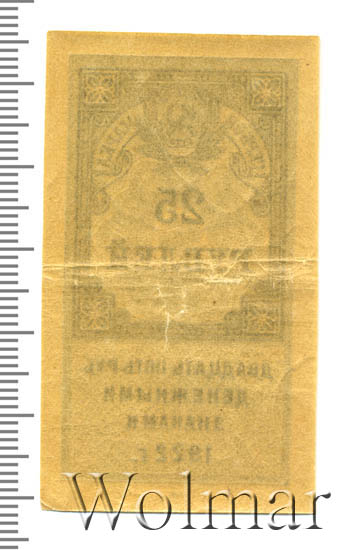 25
РУБЛЕЙ
ДВАДЦАТЬ ПЯТЬ РУБ.
ДЕНЕЖНЫМИ
ЗНАКАМИ
1922 г.
Wolmar